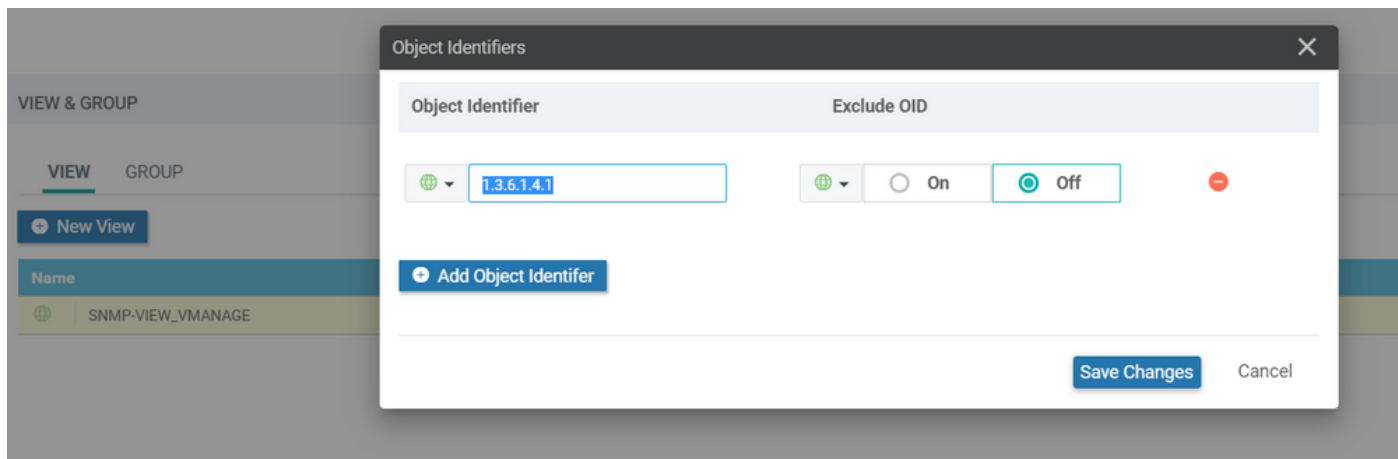 Object Identifiers
VIEW & GROUP
Object Identifier Exclude OID
VIEW GROUP
1.3.6.1.4.1 On Off
New View
Name
Add Object Identifer
SNMP-VIEW_VMANAGE
Save Changes Cancel